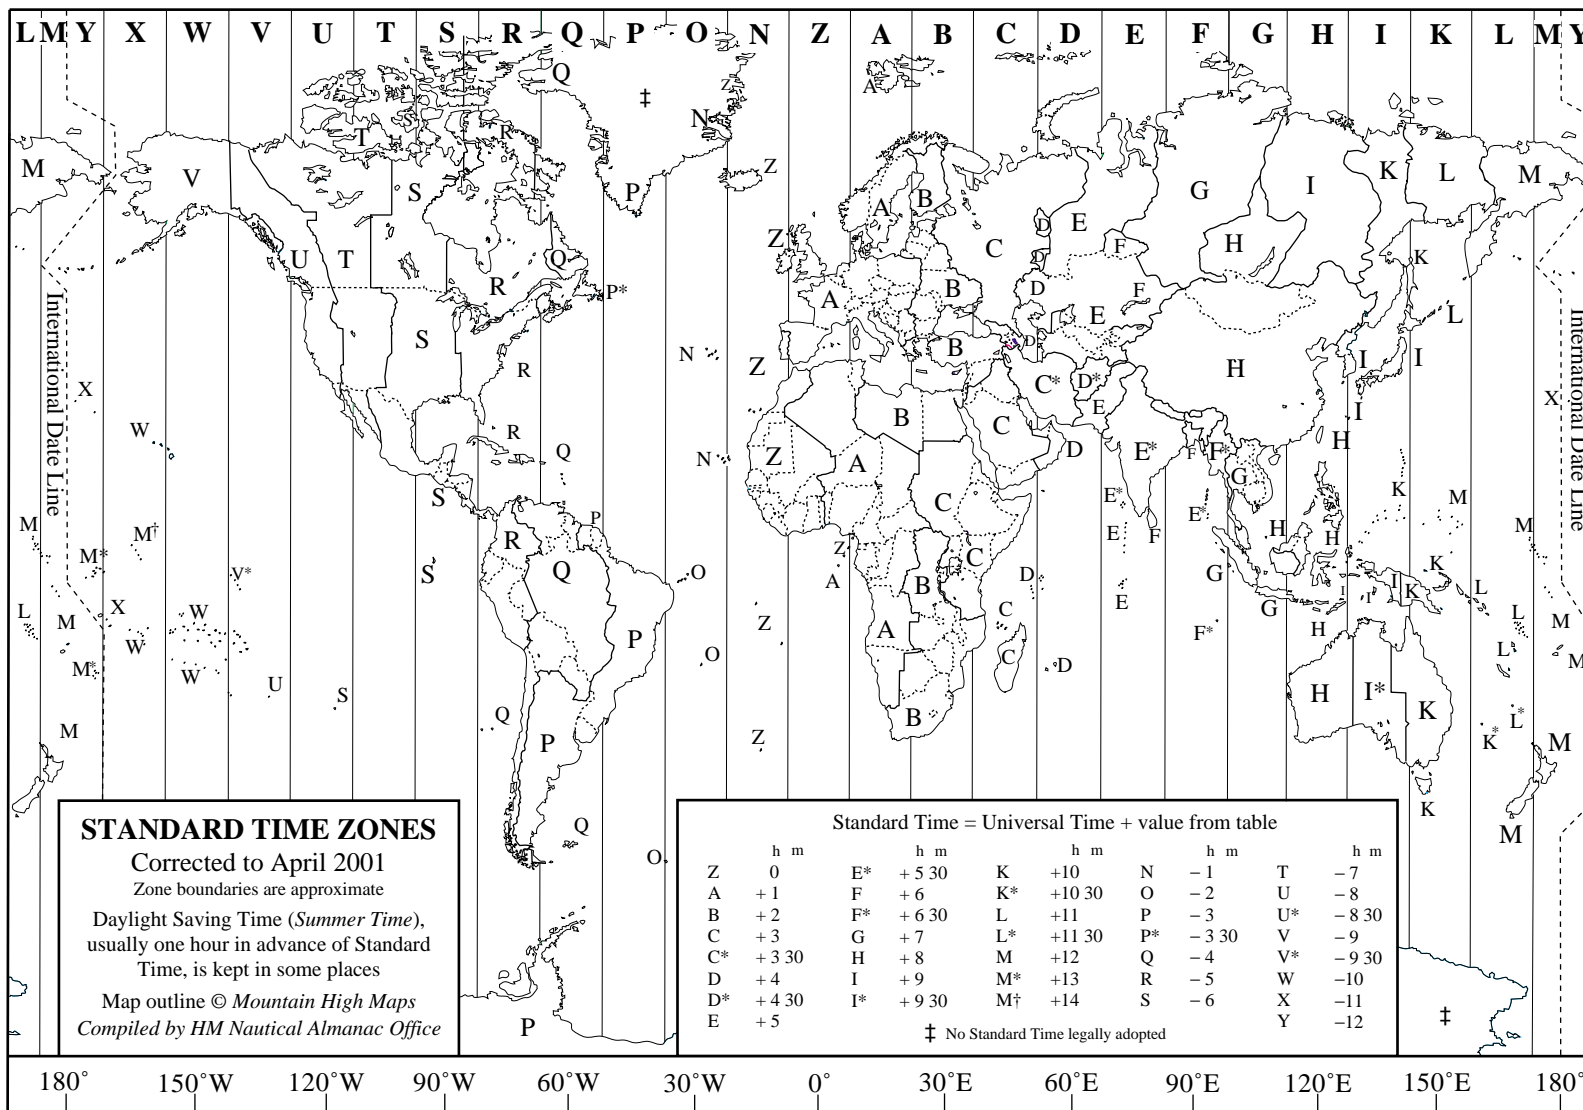 L M Y X W V U T S R Q P O N Z A B C D E F G H I K L M Y
Q
‡
Z
A
N
T
S
R
Z
M
V
S
P
A
B
G
I
K
L
M
Z
C
D
E
F
H
K
U
T
R
Q
P*
D
D
E
F
B
A
L
S
B
D
H
I
I
N
Z
R
C*
D*
E
X
X
International Date Line
International Date Line
W
R
Q
N
Z
A
B
C
D
E*
F
F*
G
H
I
S
M
M†
M*
V*
S
R
P
Q
O
Z
A
C
C
B
D
E*
E
E
F
E*
G
H
H
K
M
M
K
I
K
L
L
X
W
W
W
M
M*
L
U
S
P
O
Z
A
C
C
D
F*
G
I
I
H
L
L
M
M
H
I*
K
L*
K*
M
M
Q
P
B
Z
K
M
Q
O
P
‡
STANDARD TIME ZONES
Corrected to April 2001
Zone boundaries are approximate
Daylight Saving Time (Summer Time),
usually one hour in advance of Standard
Time, is kept in some places
Map outline © Mountain High Maps
Compiled by HM Nautical Almanac Office
Standard Time = Universal Time + value from table
h m h m h m h m h m
Z 0 E* + 5 30 K +10 N − 1 T − 7
A + 1 F + 6 K* +10 30 O − 2 U − 8
B + 2 F* + 6 30 L +11 P − 3 U* − 8 30
C + 3 G + 7 L* +11 30 P* − 3 30 V − 9
C* + 3 30 H + 8 M +12 Q − 4 V* − 9 30
D + 4 I + 9 M* +13 R − 5 W −10
D* + 4 30 I* + 9 30 M† +14 S − 6 X −11
E + 5 Y −12
‡ No Standard Time legally adopted
180° 150°W 120°W 90°W 60°W 30°W 0° 30°E 60°E 90°E 120°E 150°E 180°